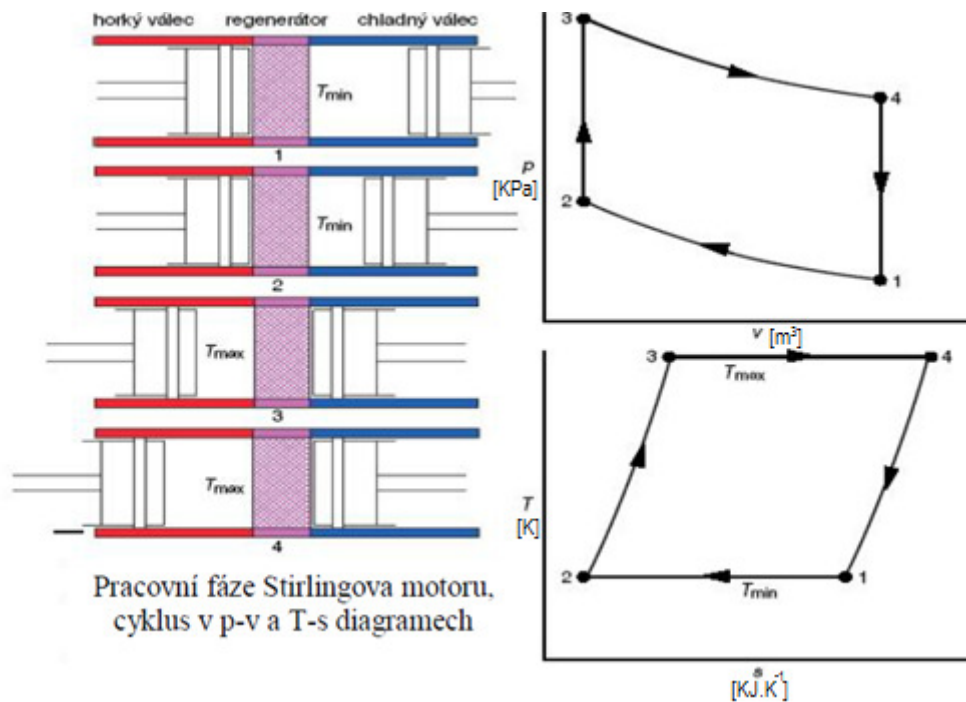 horký válec regenerátor chladný válec
Tmin
1
Tmin
2
Tmax
3
Tmax
4
Pracovní fáze Stirlingova motoru,
cyklus v p-v a T-s diagramech
3
4
P
[KPa]
2
1
v [m³]
3
4
Tmax
T
[K]
2
1
Tmin
s
[KJ.K⁻¹]